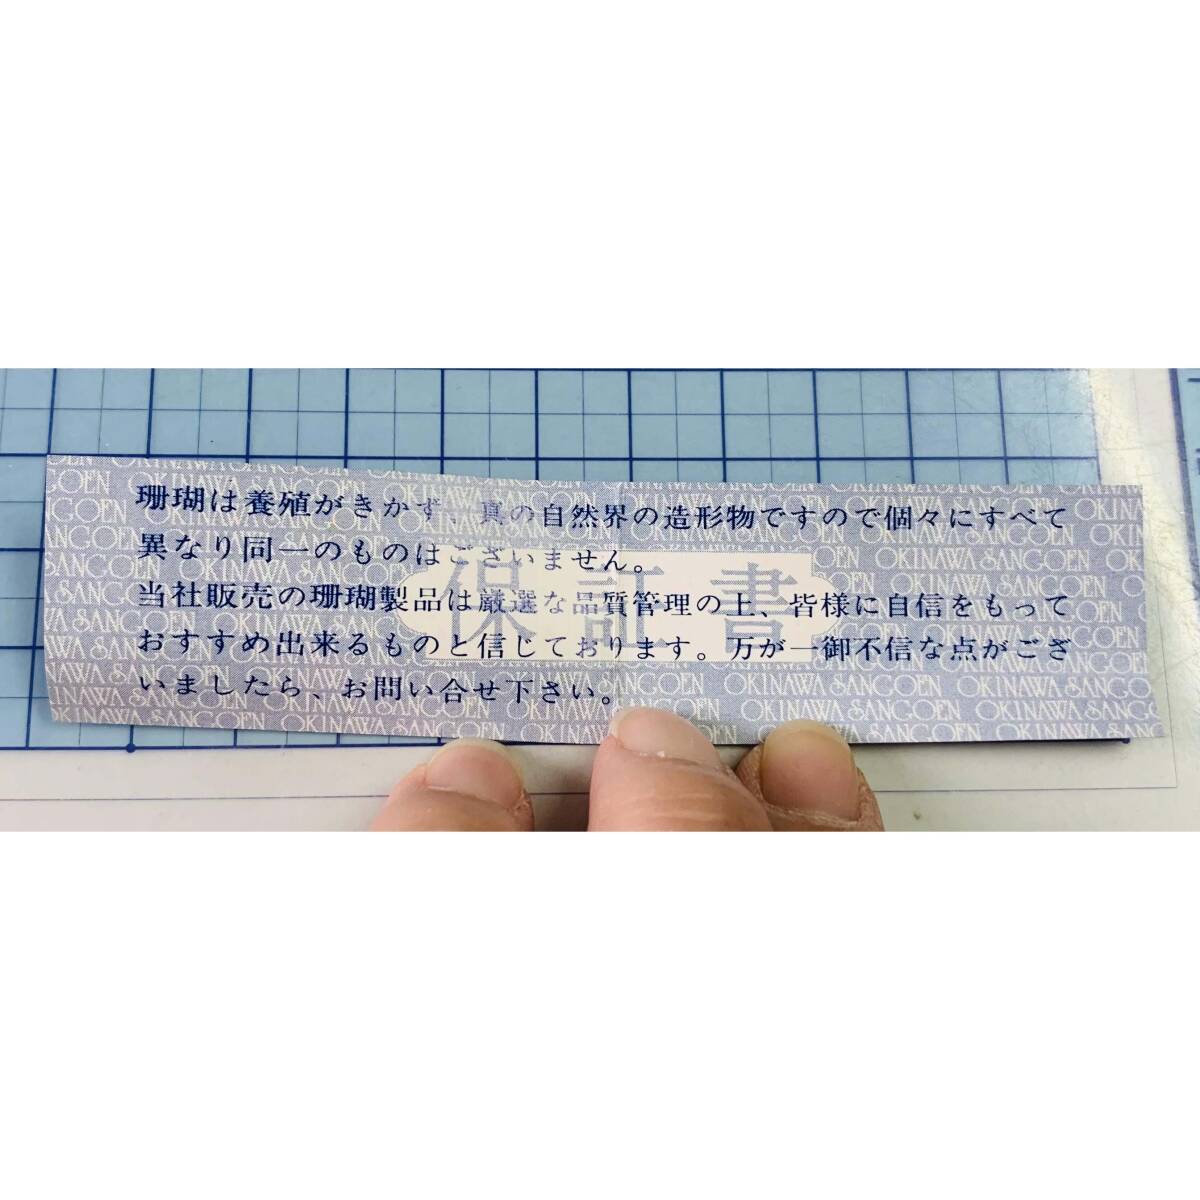 珊瑚は養殖がきかず、真の自然界の造形物ですので個々にすべて
異なり同一のものはございません。
保証書
当社販売の珊瑚製品は厳選な品質管理の上、皆様に自信をもって
おすすめ出来るものと信じております。万が一御不信な点がござ
いましたら、お問い合せ下さい。
OKINAWA SANGOEN